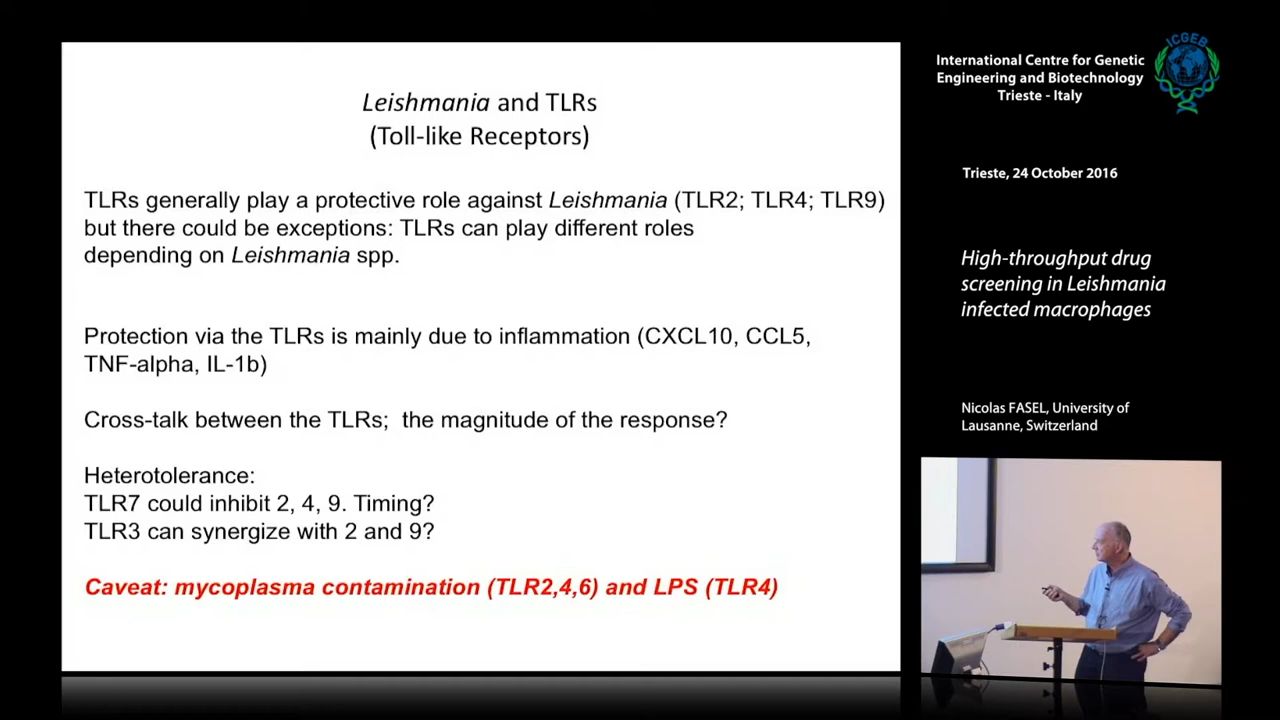 Leishmania and TLRs
(Toll-like Receptors)
TLRs generally play a protective role against Leishmania (TLR2; TLR4; TLR9)
but there could be exceptions: TLRs can play different roles
depending on Leishmania spp.
Protection via the TLRs is mainly due to inflammation (CXCL10, CCL5,
TNF-alpha, IL-1b)
Cross-talk between the TLRs; the magnitude of the response?
Heterotolerance:
TLR7 could inhibit 2, 4, 9. Timing?
TLR3 can synergize with 2 and 9?
Caveat: mycoplasma contamination (TLR2,4,6) and LPS (TLR4)
International Centre for Genetic
Engineering and Biotechnology
Trieste - Italy
ICGEB
Trieste, 24 October 2016
High-throughput drug
screening in Leishmania
infected macrophages
Nicolas FASEL, University of
Lausanne, Switzerland